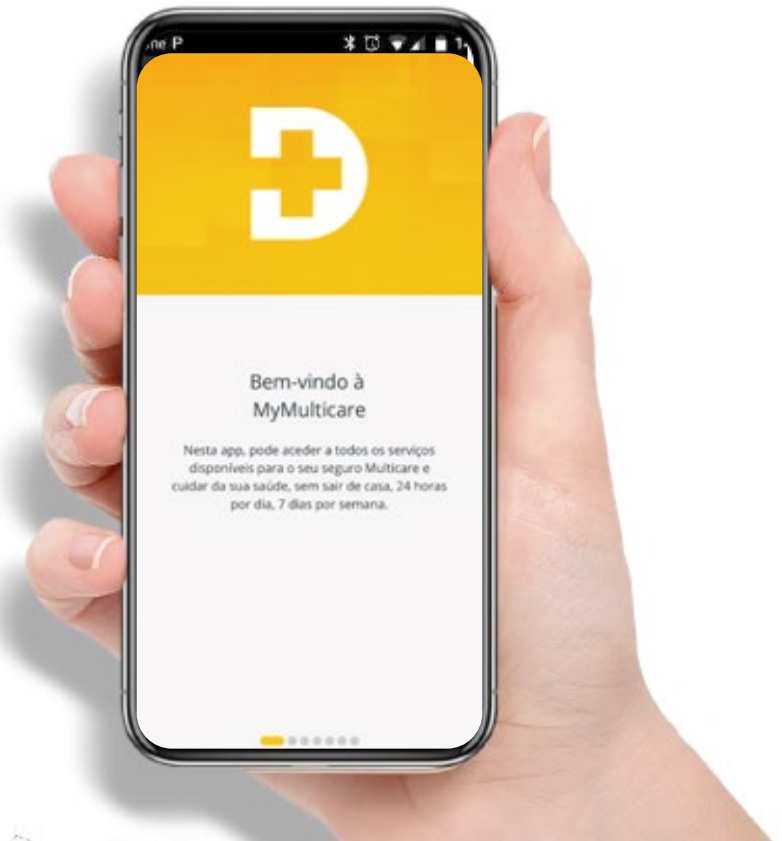 Bem-vindo à
MyMulticare
Nesta app, pode aceder a todos os serviços
disponíveis para o seu seguro Multicare e
cuidar da sua saúde, sem sair de casa, 24 horas
por dia, 7 dias por semana.